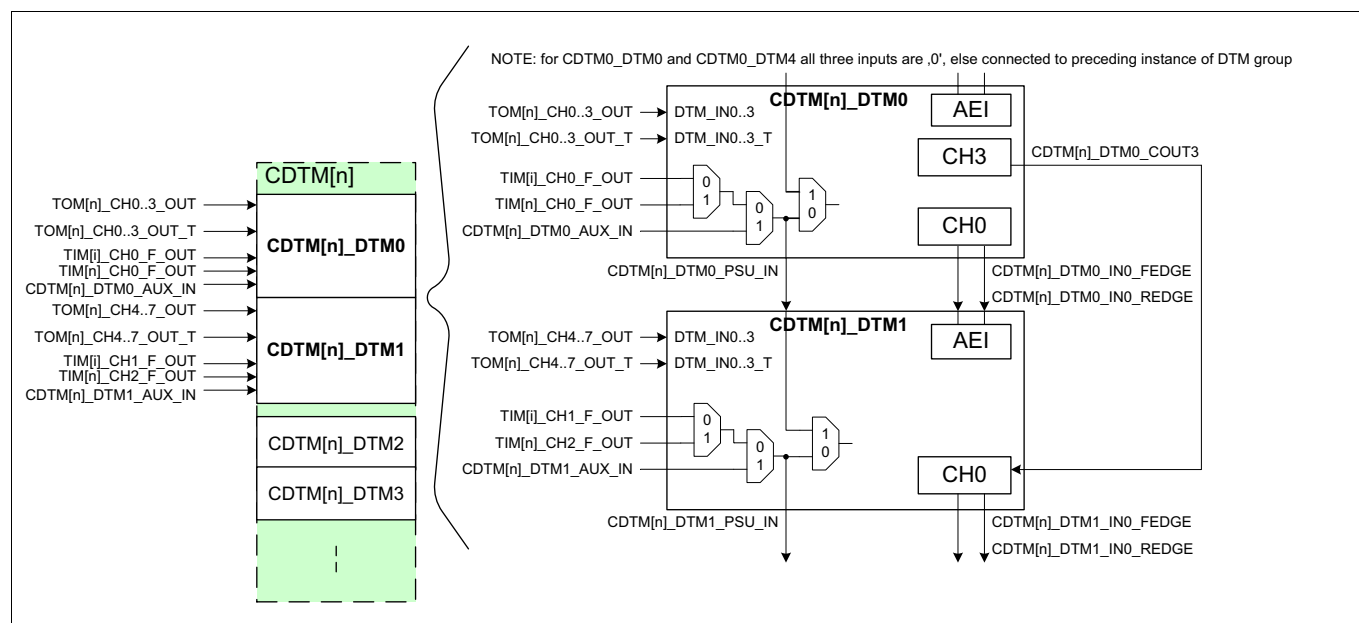 NOTE: for CDTM0_DTM0 and CDTM0_DTM4 all three inputs are ‚0', else connected to preceding instance of DTM group
CDTM[n]
TOM[n]_CH0..3_OUT
TOM[n]_CH0..3_OUT_T
TIM[i]_CH0_F_OUT
TIM[n]_CH0_F_OUT
CDTM[n]_DTM0_AUX_IN
CDTM[n]_DTM0
TOM[n]_CH4..7_OUT
TOM[n]_CH4..7_OUT_T
TIM[i]_CH1_F_OUT
TIM[n]_CH2_F_OUT
CDTM[n]_DTM1_AUX_IN
CDTM[n]_DTM1
CDTM[n]_DTM2
CDTM[n]_DTM3
CDTM[n]_DTM0
TOM[n]_CH0..3_OUT
DTM_IN0..3
TOM[n]_CH0..3_OUT_T
DTM_IN0..3_T
TIM[i]_CH0_F_OUT
TIM[n]_CH0_F_OUT
CDTM[n]_DTM0_AUX_IN
0
1
0
1
1
0
AEI
CH3
CH0
CDTM[n]_DTM0_COUT3
CDTM[n]_DTM0_PSU_IN
CDTM[n]_DTM0_IN0_FEDGE
CDTM[n]_DTM0_IN0_REDGE
CDTM[n]_DTM1
TOM[n]_CH4..7_OUT
DTM_IN0..3
TOM[n]_CH4..7_OUT_T
DTM_IN0..3_T
TIM[i]_CH1_F_OUT
TIM[n]_CH2_F_OUT
CDTM[n]_DTM1_AUX_IN
0
1
0
1
1
0
AEI
CH0
CDTM[n]_DTM1_PSU_IN
CDTM[n]_DTM1_IN0_FEDGE
CDTM[n]_DTM1_IN0_REDGE